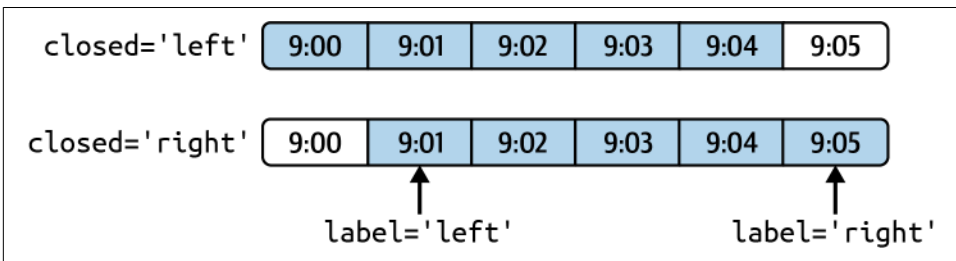 closed='left' 9:00 9:01 9:02 9:03 9:04 9:05
closed='right' 9:00 9:01 9:02 9:03 9:04 9:05
label='left' label='right'